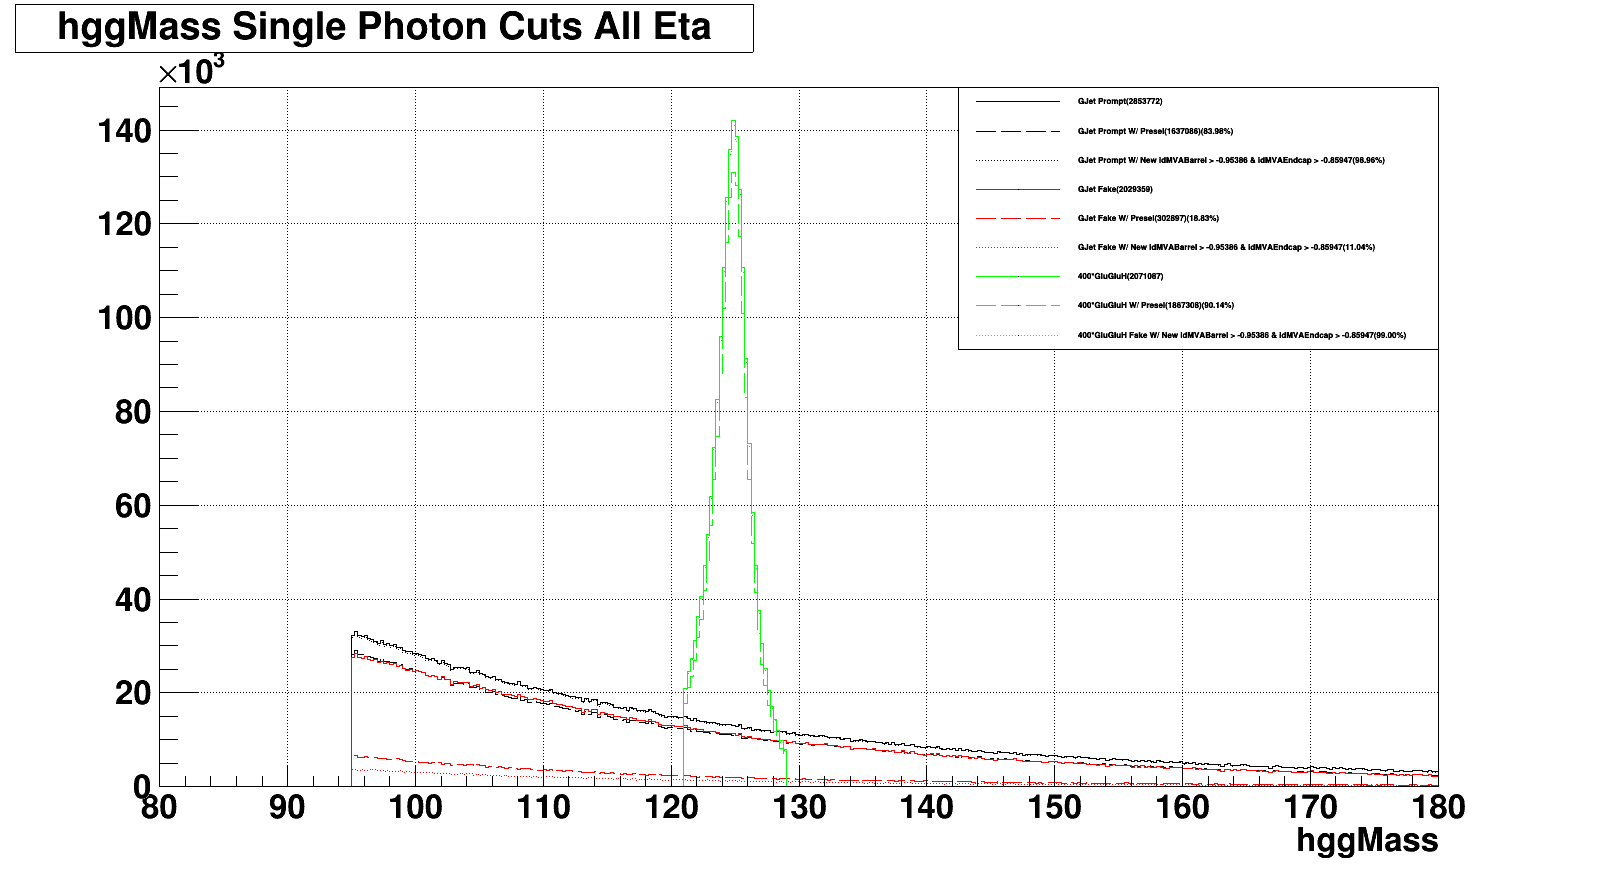 hggMass Single Photon Cuts All Eta
×10³
140
120
100
80
60
40
20
0
80 90 100 110 120 130 140 150 160 170 180
hggMass
GJet Prompt(2853772)
GJet Prompt W/ Presel(1637086)(83.98%)
GJet Prompt W/ New idMVABarrel > -0.95386 & idMVAEndcap > -0.85947(98.96%)
GJet Fake(2029359)
GJet Fake W/ Presel(302897)(18.83%)
GJet Fake W/ New idMVABarrel > -0.95386 & idMVAEndcap > -0.85947(11.04%)
400*GluGluH(2071087)
400*GluGluH W/ Presel(1867308)(90.14%)
400*GluGluH Fake W/ New idMVABarrel > -0.95386 & idMVAEndcap > -0.85947(99.00%)